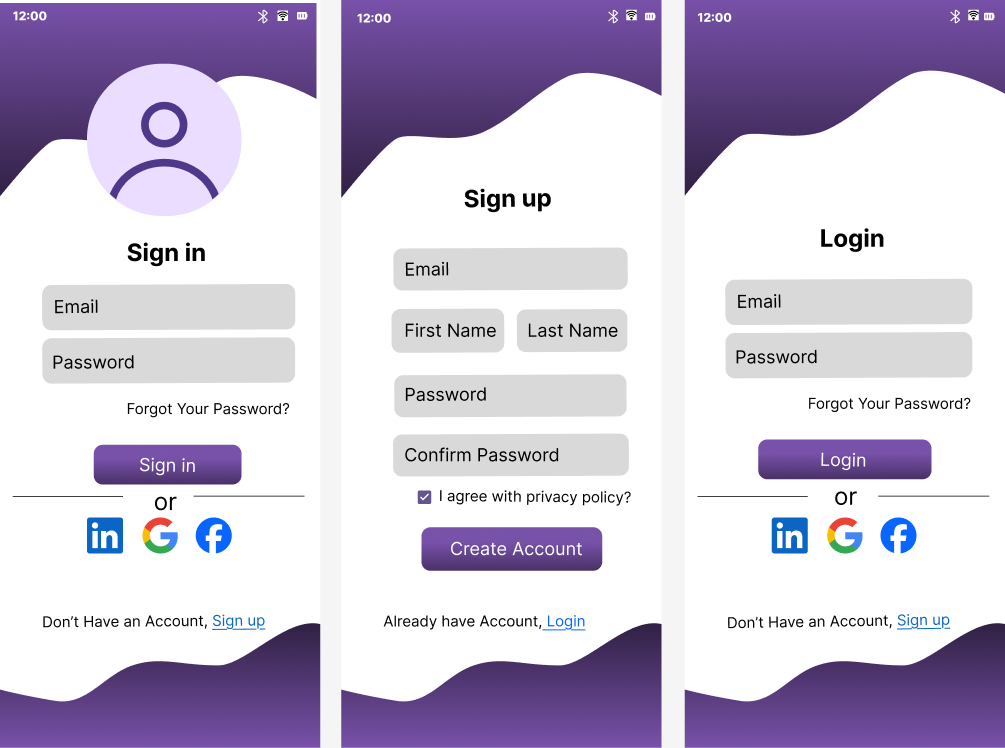 12:00
Sign in
Email
Password
Forgot Your Password?
Sign in
or
in
Don’t Have an Account, Sign up
12:00
Sign up
Email
First Name Last Name
Password
Confirm Password
I agree with privacy policy?
Create Account
Already have Account, Login
12:00
Login
Email
Password
Forgot Your Password?
Login
or
in
Don’t Have an Account, Sign up